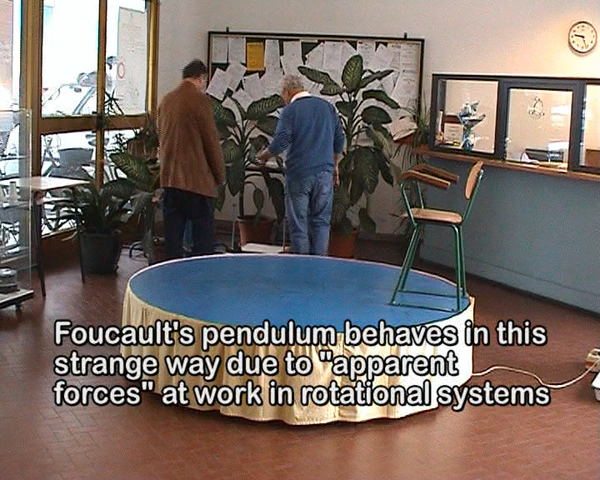 Foucault's pendulum behaves in this
strange way due to "apparent
forces" at work in rotational systems